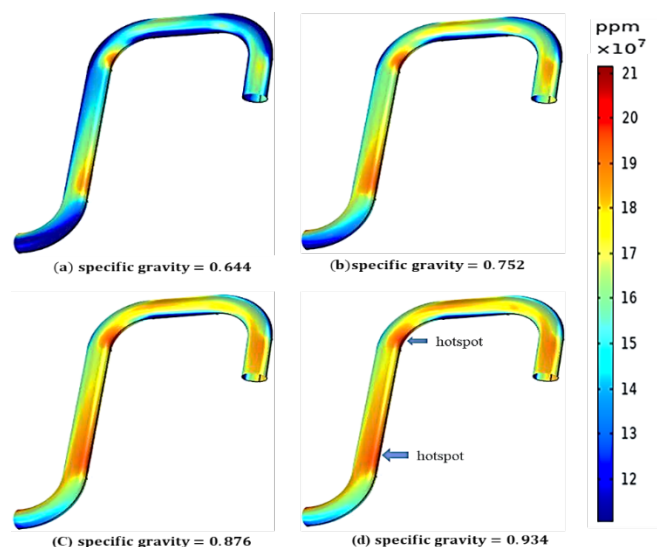 ppm
×10⁷
21
20
19
18
17
16
15
14
13
12
(a) specific gravity = 0.644
(b)specific gravity = 0.752
hotspot
hotspot
(C) specific gravity = 0.876
(d) specific gravity = 0.934